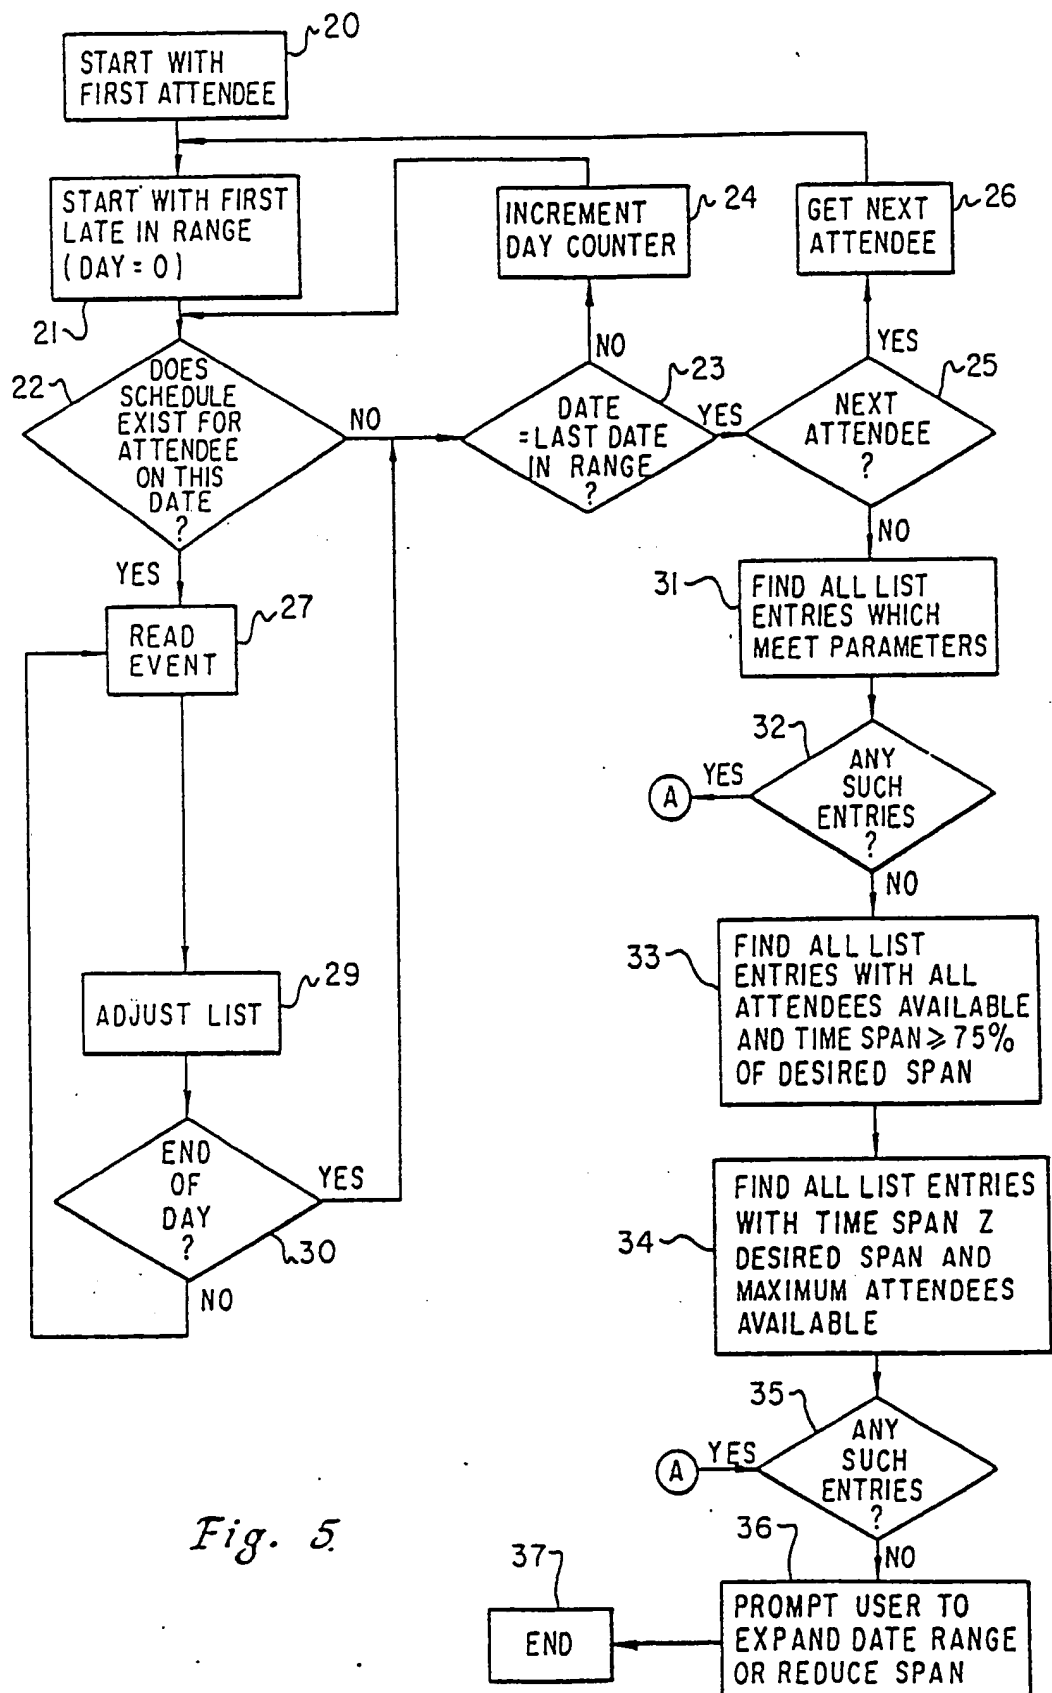 20
START WITH
FIRST ATTENDEE
START WITH FIRST
LATE IN RANGE
(DAY = 0)
21
INCREMENT
DAY COUNTER
24
GET NEXT
ATTENDEE
26
22
DOES
SCHEDULE
EXIST FOR
ATTENDEE
ON THIS
DATE
?
NO
YES
NO
23
DATE
=LAST DATE
IN RANGE
?
YES
YES
25
NEXT
ATTENDEE
?
NO
27
READ
EVENT
31
FIND ALL LIST
ENTRIES WHICH
MEET PARAMETERS
32
ANY
SUCH
ENTRIES
?
YES
A
NO
29
ADJUST LIST
33
FIND ALL LIST
ENTRIES WITH ALL
ATTENDEES AVAILABLE
AND TIME SPAN ≥ 75%
OF DESIRED SPAN
END
OF
DAY
?
YES
30
NO
34
FIND ALL LIST ENTRIES
WITH TIME SPAN Z
DESIRED SPAN AND
MAXIMUM ATTENDEES
AVAILABLE
35
ANY
SUCH
ENTRIES
?
YES
A
NO
36
PROMPT USER TO
EXPAND DATE RANGE
OR REDUCE SPAN
37
END
Fig. 5.